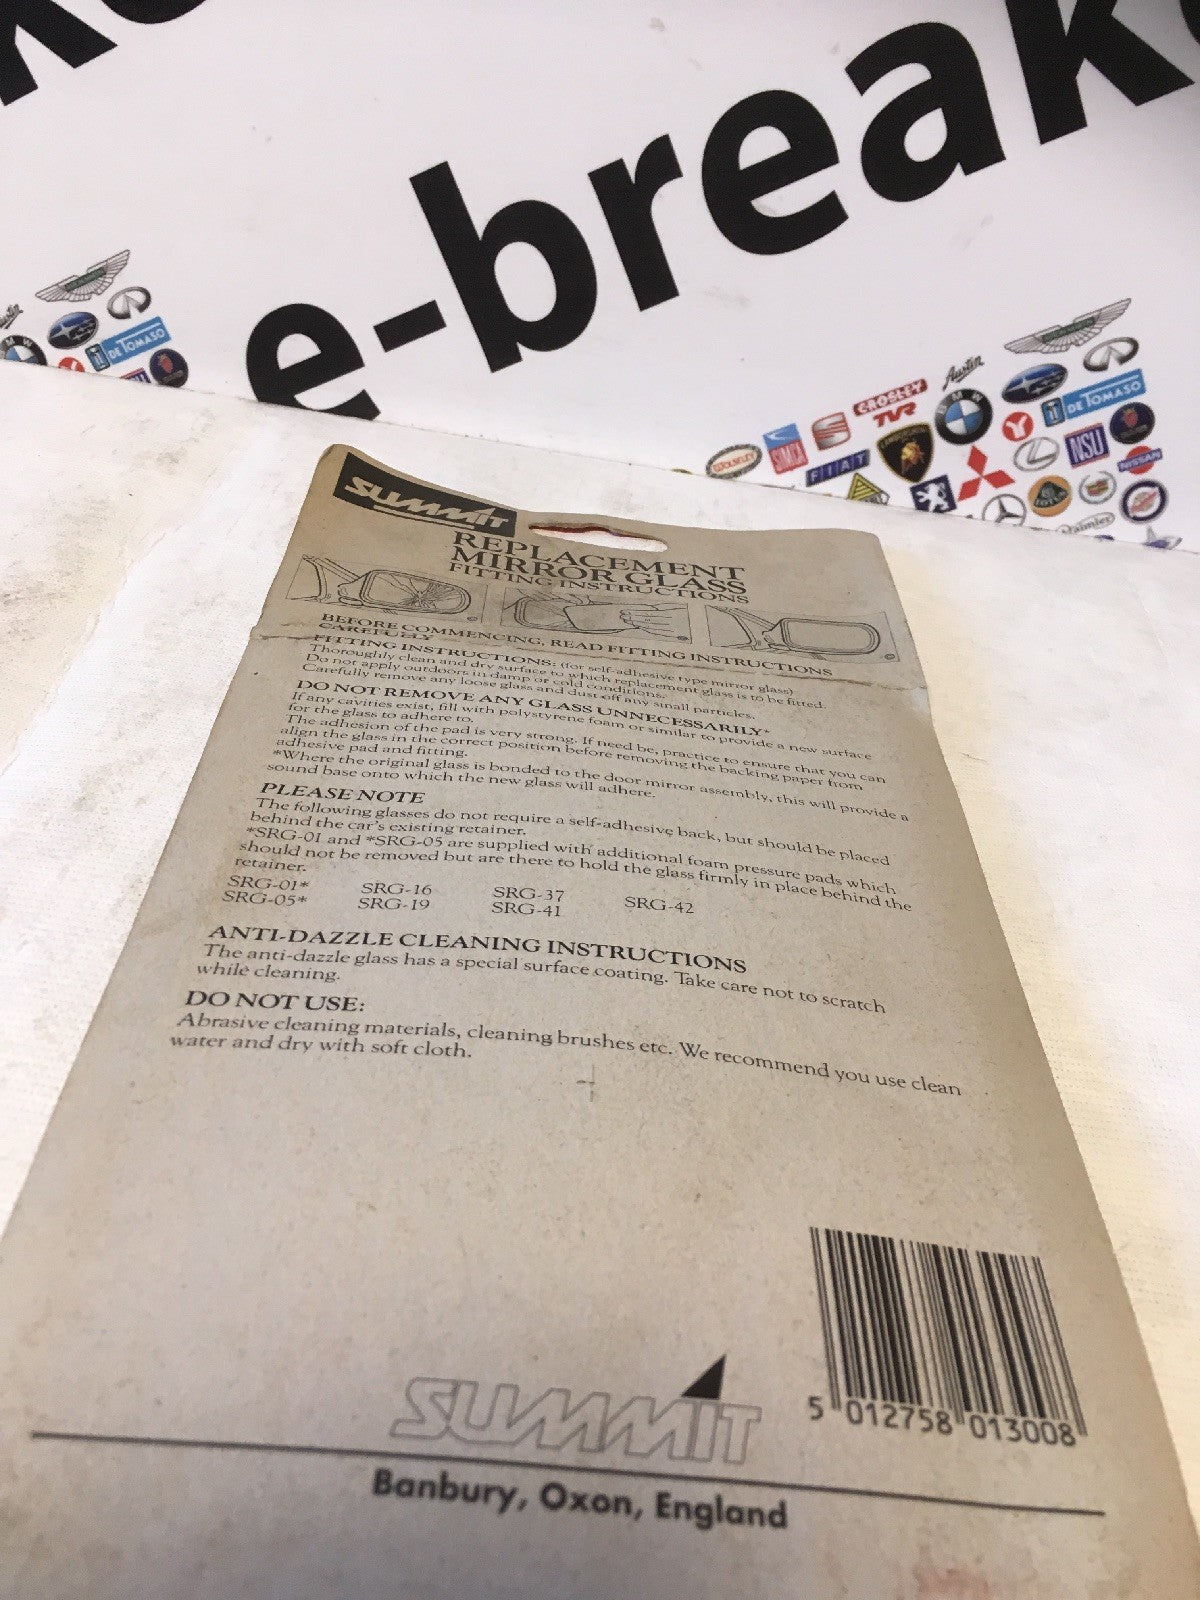 e-break
Austin
BMW
DE TOMASO
CROSLEY
Austin
TVR
BMW
DE TOMASO
SIMCA
FIAT
NSU
NISSAN
Daimler
SUMMIT
REPLACEMENT
MIRROR GLASS
FITTING INSTRUCTIONS
BEFORE COMMENCING, READ FITTING INSTRUCTIONS
CAREFULLY
FITTING INSTRUCTIONS: (for self-adhesive type mirror glass)
Thoroughly clean and dry surface to which replacement glass is to be fitted.
Do not apply outdoors in damp or cold conditions.
Carefully remove any loose glass and dust off any small particles.
DO NOT REMOVE ANY GLASS UNNECESSARILY*
If any cavities exist, fill with polystyrene foam or similar to provide a new surface
for the glass to adhere to.
The adhesion of the pad is very strong. If need be, practice to ensure that you can
align the glass in the correct position before removing the backing paper from
adhesive pad and fitting.
*Where the original glass is bonded to the door mirror assembly, this will provide a
sound base onto which the new glass will adhere.
PLEASE NOTE
The following glasses do not require a self-adhesive back, but should be placed
behind the car's existing retainer.
*SRG-01 and *SRG-05 are supplied with additional foam pressure pads which
should not be removed but are there to hold the glass firmly in place behind the
retainer.
SRG-01* SRG-16 SRG-37 SRG-42
SRG-05* SRG-19 SRG-41
ANTI-DAZZLE CLEANING INSTRUCTIONS
The anti-dazzle glass has a special surface coating. Take care not to scratch
while cleaning.
DO NOT USE:
Abrasive cleaning materials, cleaning brushes etc. We recommend you use clean
water and dry with soft cloth.
5 012758 013008
SUMMIT
Banbury, Oxon, England